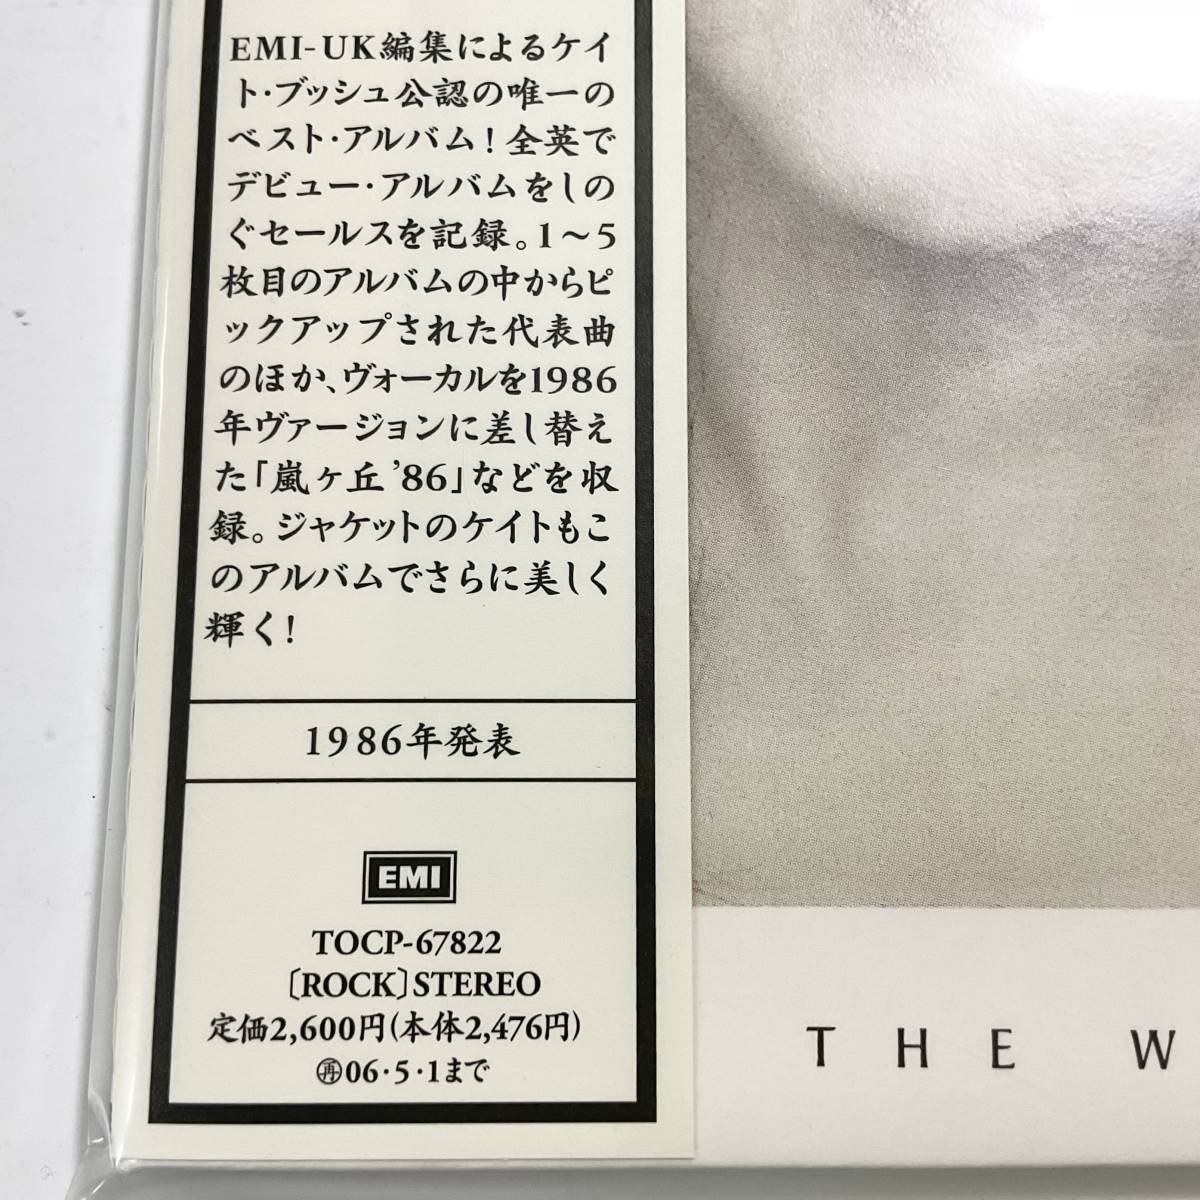 EMI-UK編集によるケイ
ト・ブッシュ公認の唯一の
ベスト・アルバム！全英で
デビュー・アルバムをしの
ぐセールスを記録。1～5
枚目のアルバムの中からピ
ックアップされた代表曲
のほか、ヴォーカルを1986
年ヴァージョンに差し替え
た「嵐ヶ丘'86」などを収
録。ジャケットのケイトもこ
のアルバムでさらに美しく
輝く！
1986年発表
EMI
TOCP-67822
〔ROCK〕STEREO
定価2,600円(本体2,476円)
㊢06・5・1まで
THE W